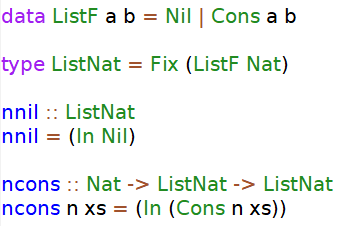 data ListF a b = Nil | Cons a b
type ListNat = Fix (ListF Nat)
nnil :: ListNat
nnil = (In Nil)
ncons :: Nat -> ListNat -> ListNat
ncons n xs = (In (Cons n xs))